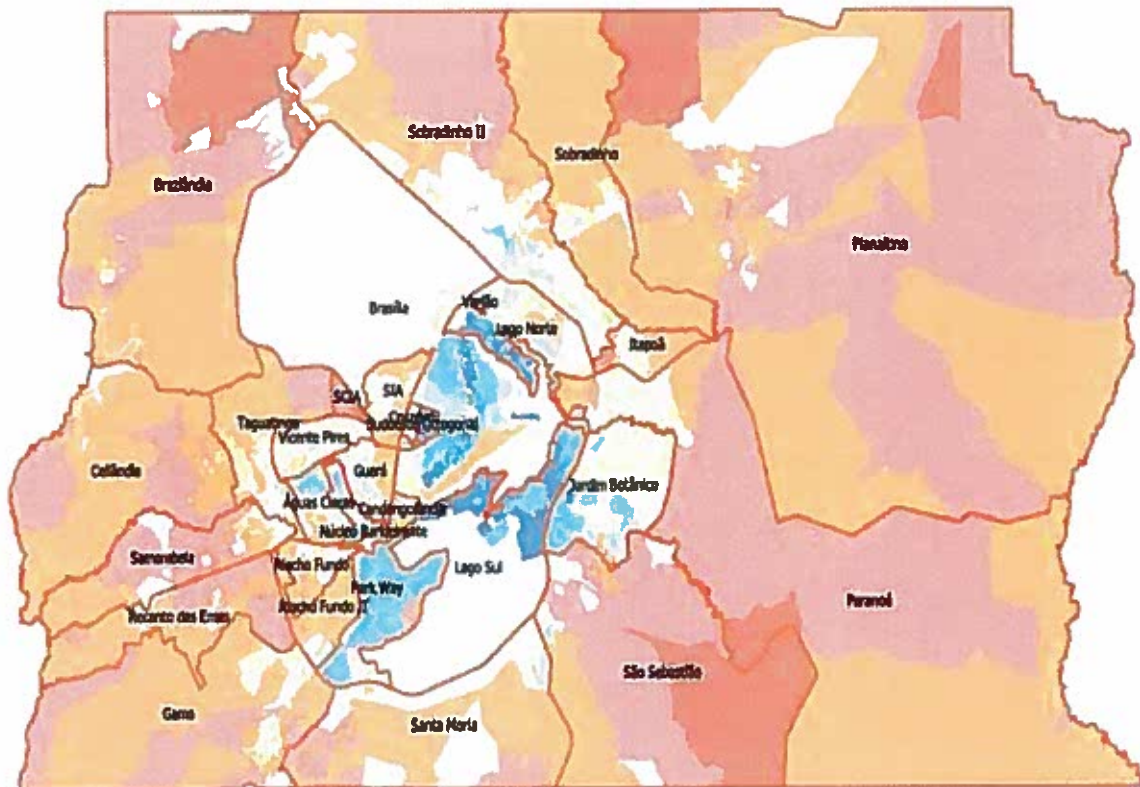 Sobradinho II
Sobradinho
Brazlândia
Planaltina
Brasília
Varjão
Lago Norte
Itapoã
SCIA
SIA
Taguatinga
Vicente Pires
Guará
Ceilândia
Águas Claras
Candangolândia
Jardim Botânico
Núcleo Bandeirante
Samambaia
Riacho Fundo
Lago Sul
Park Way
Riacho Fundo II
Recanto das Emas
Paranoá
São Sebastião
Gama
Santa Maria